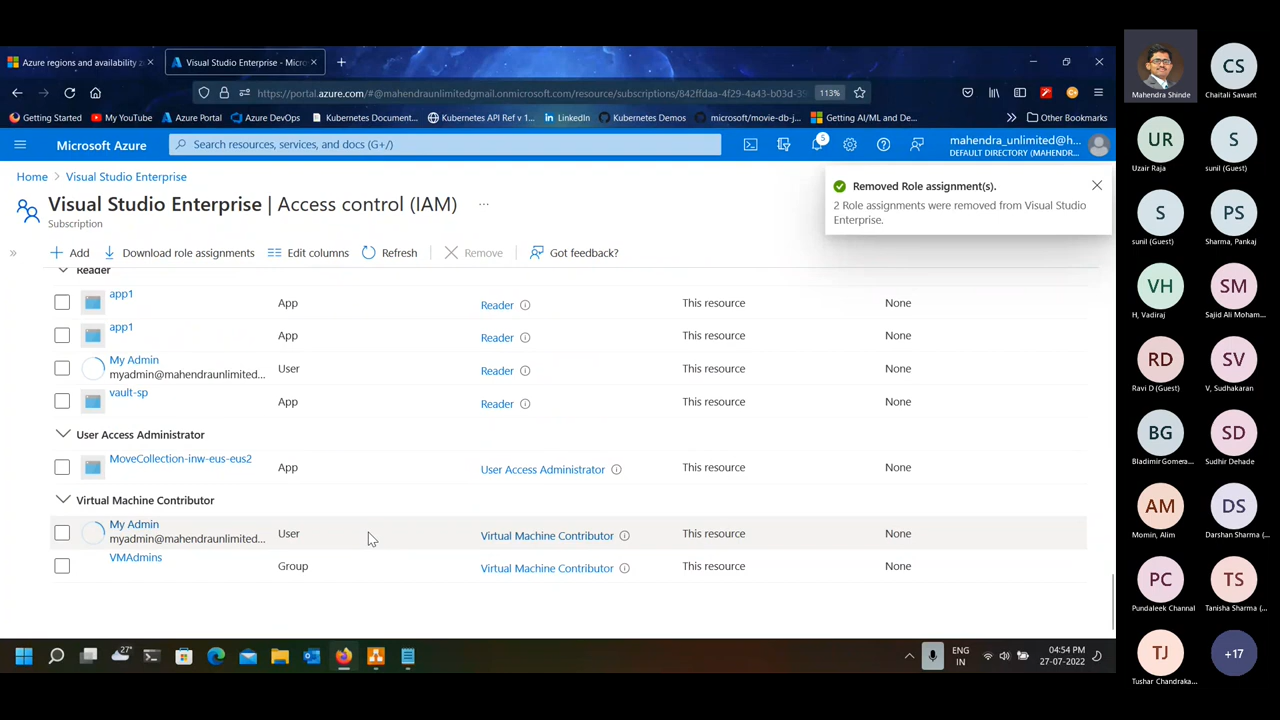 Azure regions and availability z
Visual Studio Enterprise - Micro
https://portal.azure.com/#@mahendraunlimitedgmail.onmicrosoft.com/resource/subscriptions/842ffdaa-4f29-4a43-b03d-39
113%
Getting Started
My YouTube
Azure Portal
Azure DevOps
Kubernetes Document...
Kubernetes API Ref v 1...
LinkedIn
Kubernetes Demos
microsoft/movie-db-j...
Getting AI/ML and De...
Other Bookmarks
Microsoft Azure
Search resources, services, and docs (G+/)
5
mahendra_unlimited@h...
DEFAULT DIRECTORY (MAHENDR...
Home > Visual Studio Enterprise
Visual Studio Enterprise | Access control (IAM) ...
Subscription
Removed Role assignment(s).
2 Role assignments were removed from Visual Studio
Enterprise.
Add
Download role assignments
Edit columns
Refresh
Remove
Got feedback?
Reader
app1
App Reader This resource None
app1
App Reader This resource None
My Admin
myadmin@mahendraunlimited... User Reader This resource None
vault-sp
App Reader This resource None
User Access Administrator
MoveCollection-inw-eus-eus2
App User Access Administrator This resource None
Virtual Machine Contributor
My Admin
myadmin@mahendraunlimited... User Virtual Machine Contributor This resource None
VMAdmins
Group Virtual Machine Contributor This resource None
27°
ENG
IN
04:54 PM
27-07-2022
Mahendra Shinde
CS
Chaitali Sawant
UR
Uzair Raja
S
sunil (Guest)
S
sunil (Guest)
PS
Sharma, Pankaj
VH
H, Vadiraj
SM
Sajid Ali Moham...
RD
Ravi D (Guest)
SV
V, Sudhakaran
BG
Bladimir Gomera...
SD
Sudhir Dehade
AM
Momin, Alim
DS
Darshan Sharma (...
PC
Pundaleek Channal
TS
Tanisha Sharma (...
TJ
Tushar Chandraka...
+17